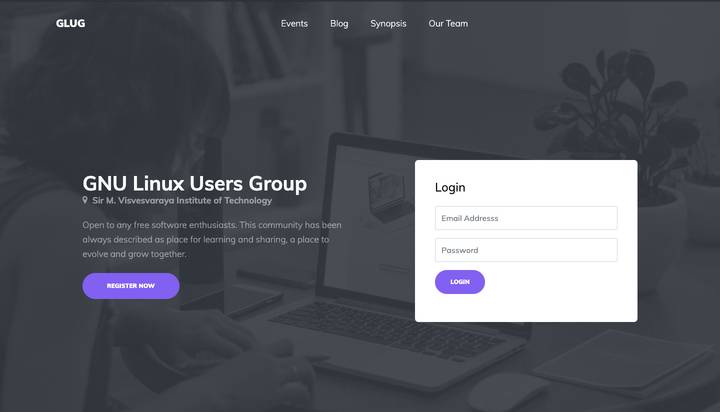 GLUG
Events Blog Synopsis Our Team
GNU Linux Users Group
Sir M. Visvesvaraya Institute of Technology
Open to any free software enthusiasts. This community has been
always described as place for learning and sharing, a place to
evolve and grow together.
REGISTER NOW
Login
Email Addresss
Password
LOGIN